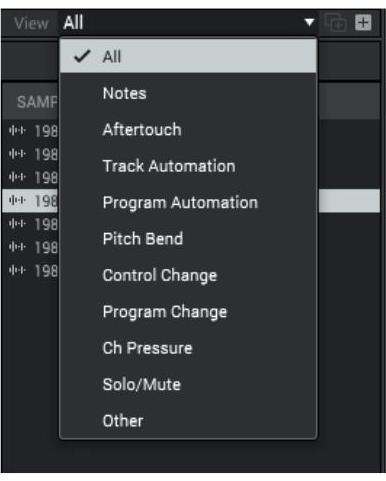 View All
All
SAMP
Notes
198
Aftertouch
198
Track Automation
198
Program Automation
198
Pitch Bend
198
Control Change
198
Program Change
198
Ch Pressure
Solo/Mute
Other